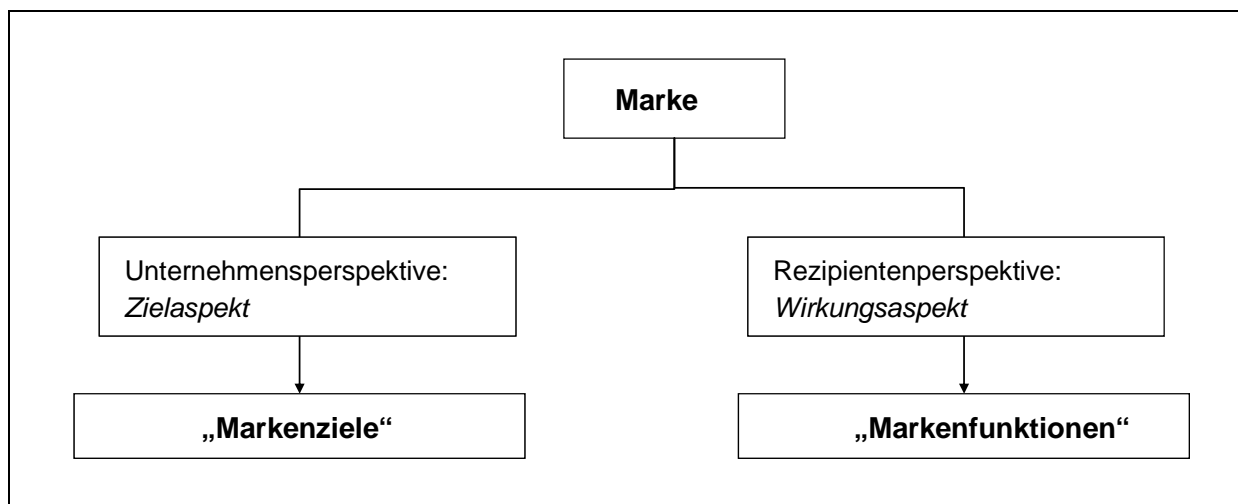 Marke
Unternehmensperspektive:
Zielaspekt
Rezipientenperspektive:
Wirkungsaspekt
„Markenziele“
„Markenfunktionen“